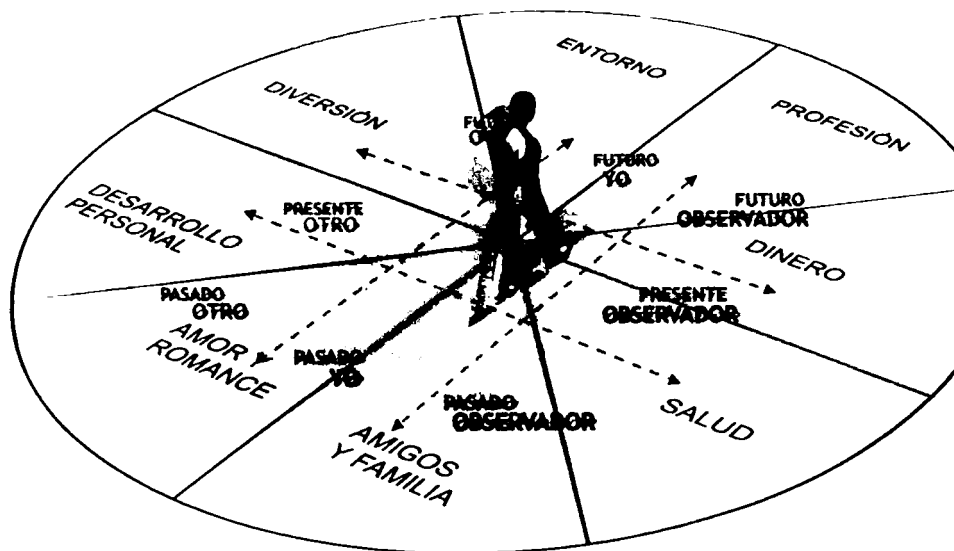 ENTORNO
DIVERSIÓN
PROFESIÓN
FUTURO
YO
DESARROLLO
PERSONAL
PRESENTE
OTRO
FUTURO
OBSERVADOR
DINERO
PASADO
OTRO
PRESENTE
OBSERVADOR
AMOR
ROMANCE
PASADO
YO
PASADO
OBSERVADOR
SALUD
AMIGOS
Y FAMILIA